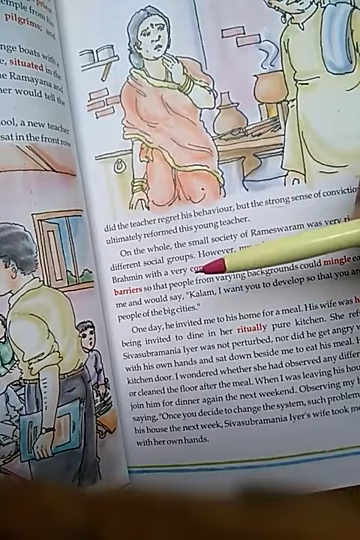 emple from his
pilgrims; and
nge boats with
e, situated in the
Ramayana and
her would tell the
ool, a new teacher
sat in the front row
did the teacher regret his behaviour, but the strong sense of convictio
ultimately reformed this young teacher.
On the whole, the small society of Rameswaram was very
different social groups. However,
Brahmin with a very
barriers so that people from varying backgrounds could mingle ea
me and would say, "Kalam, I want you to develop so that you ar
people of the big cities."
One day, he invited me to his home for a meal. His wife was h
being invited to dine in her ritually pure kitchen. She ref
Sivasubramania Iyer was not perturbed, nor did he get angry
with his own hands and sat down beside me to eat his meal. H
kitchen door. I wondered whether she had observed any differ
or cleaned the floor after the meal. When I was leaving his hou
join him for dinner again the next weekend. Observing my
saying, "Once you decide to change the system, such problem
his house the next week, Sivasubramania Iyer's wife took m
with her own hands.